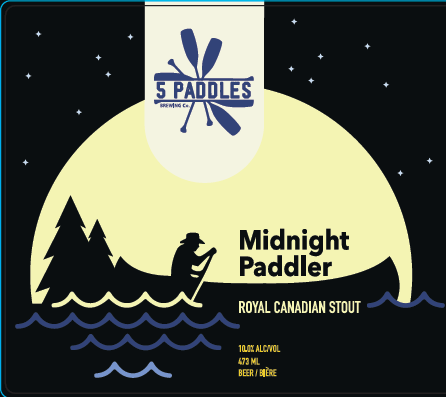 5 PADDLES
BREWING Co.
Midnight
Paddler
ROYAL CANADIAN STOUT
10.0% ALC/VOL
473 ML
BEER / BIÈRE